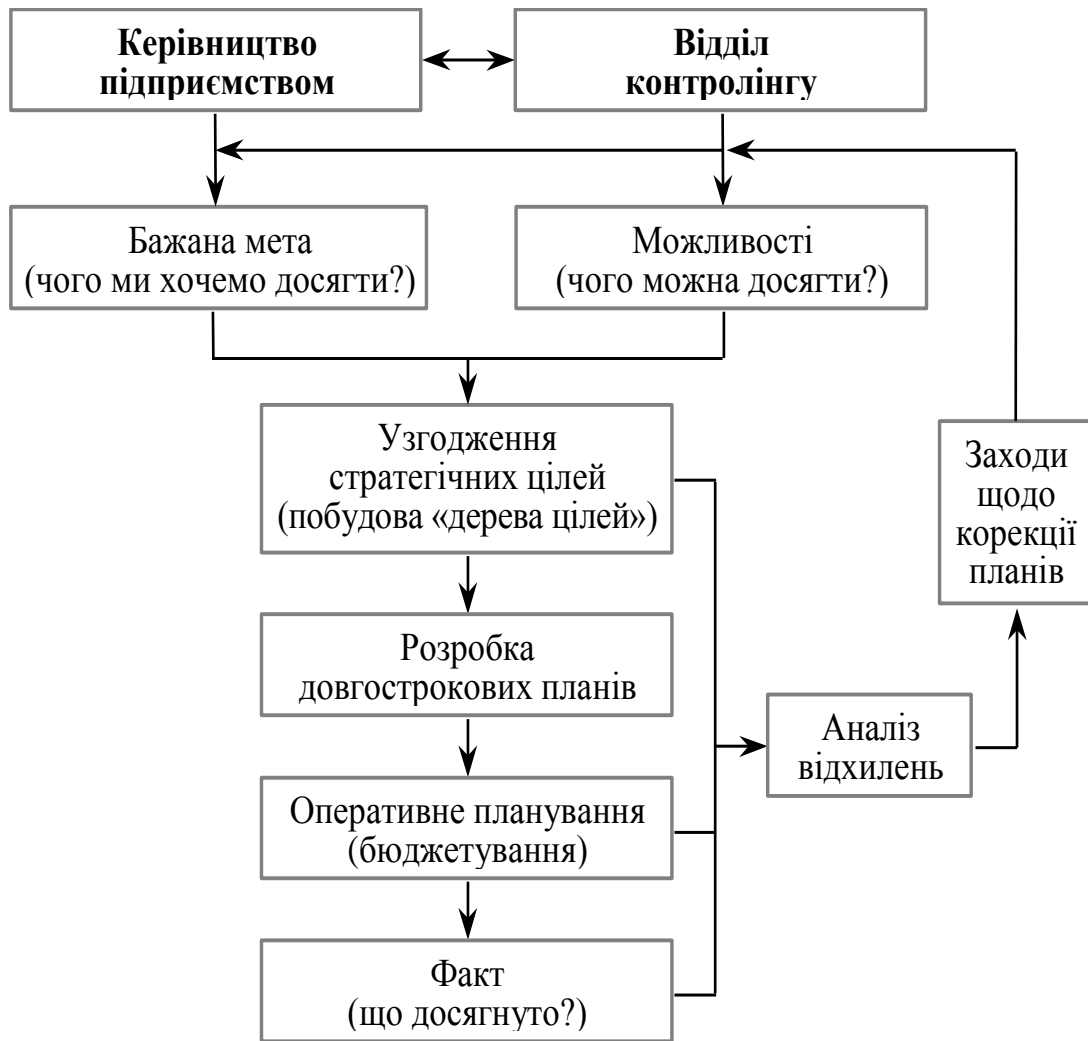 Керівництво
підприємством
Відділ
контролінгу
Бажана мета
(чого ми хочемо досягти?)
Можливості
(чого можна досягти?)
Узгодження
стратегічних цілей
(побудова «дерева цілей»)
Заходи
щодо
корекції
планів
Розробка
довгострокових планів
Аналіз
відхилень
Оперативне планування
(бюджетування)
Факт
(що досягнуто?)